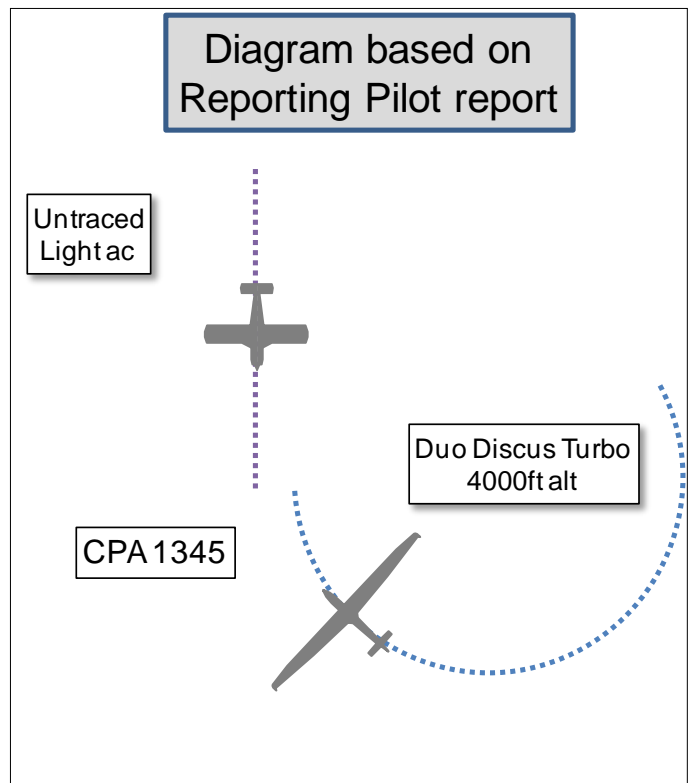 Diagram based on
Reporting Pilot report
Untraced
Light ac
Duo Discus Turbo
4000ft alt
CPA 1345